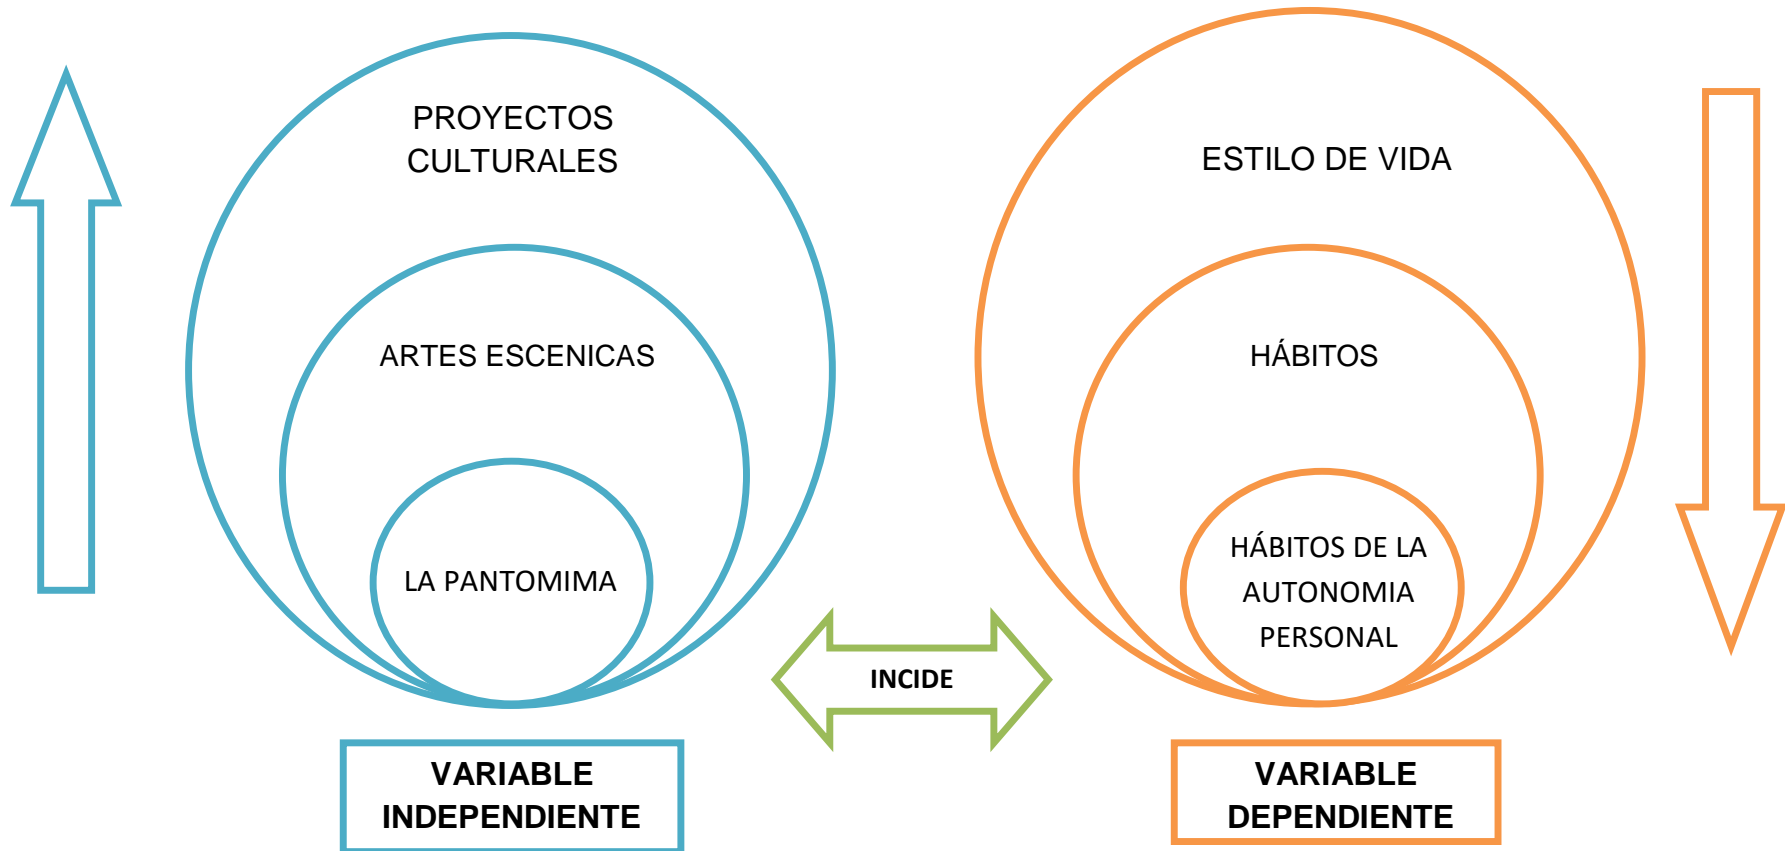 PROYECTOS
CULTURALES
ARTES ESCENICAS
LA PANTOMIMA
VARIABLE
INDEPENDIENTE
INCIDE
ESTILO DE VIDA
HÁBITOS
HÁBITOS DE LA
AUTONOMIA
PERSONAL
VARIABLE
DEPENDIENTE